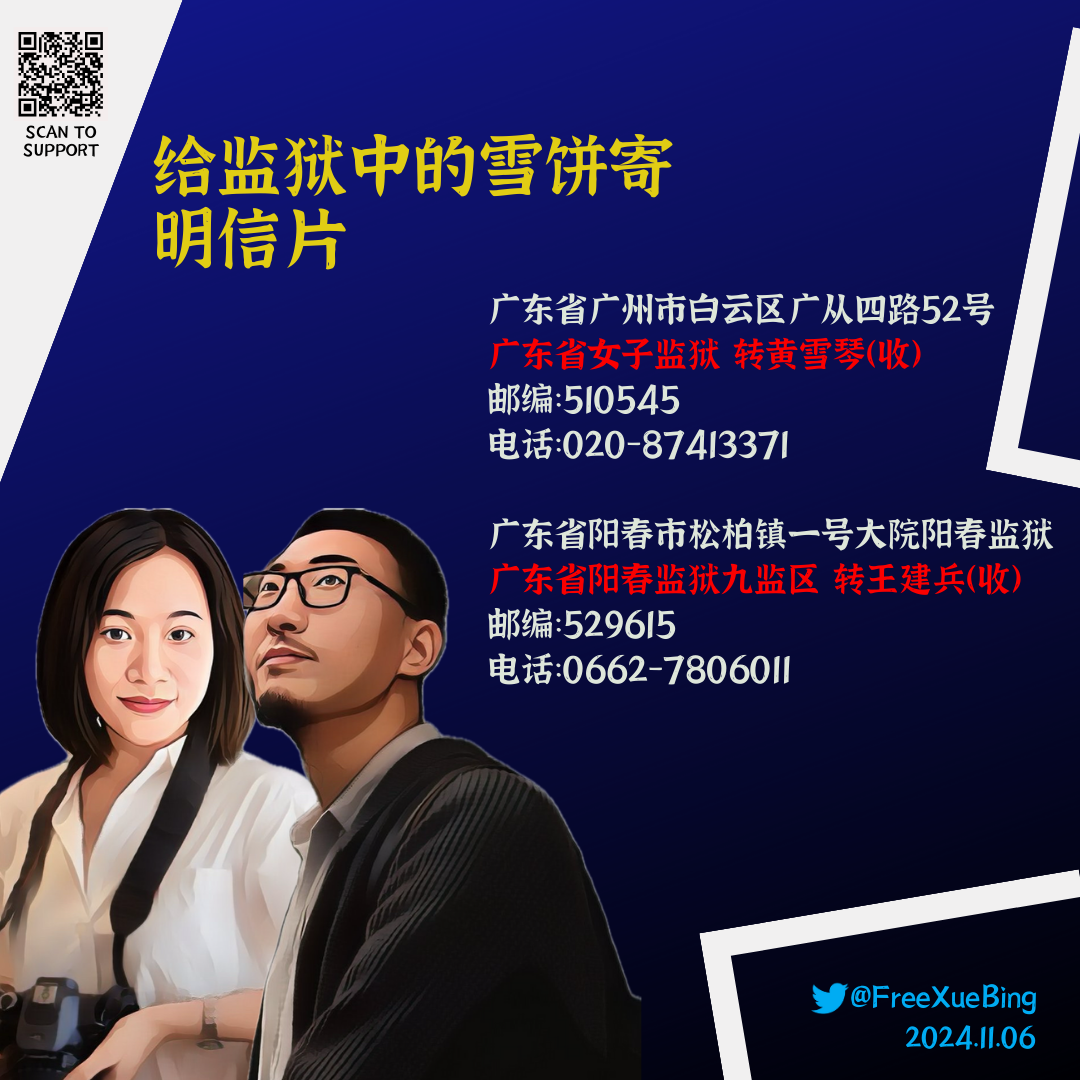 SCAN TO
SUPPORT
给监狱中的雪饼寄
明信片
广东省广州市白云区广从四路52号
广东省女子监狱 转黄雪琴(收)
邮编:510545
电话:020-87413371
广东省阳春市松柏镇一号大院阳春监狱
广东省阳春监狱九监区 转王建兵(收)
邮编:529615
电话:0662-7806011
@FreeXueBing
2024.11.06